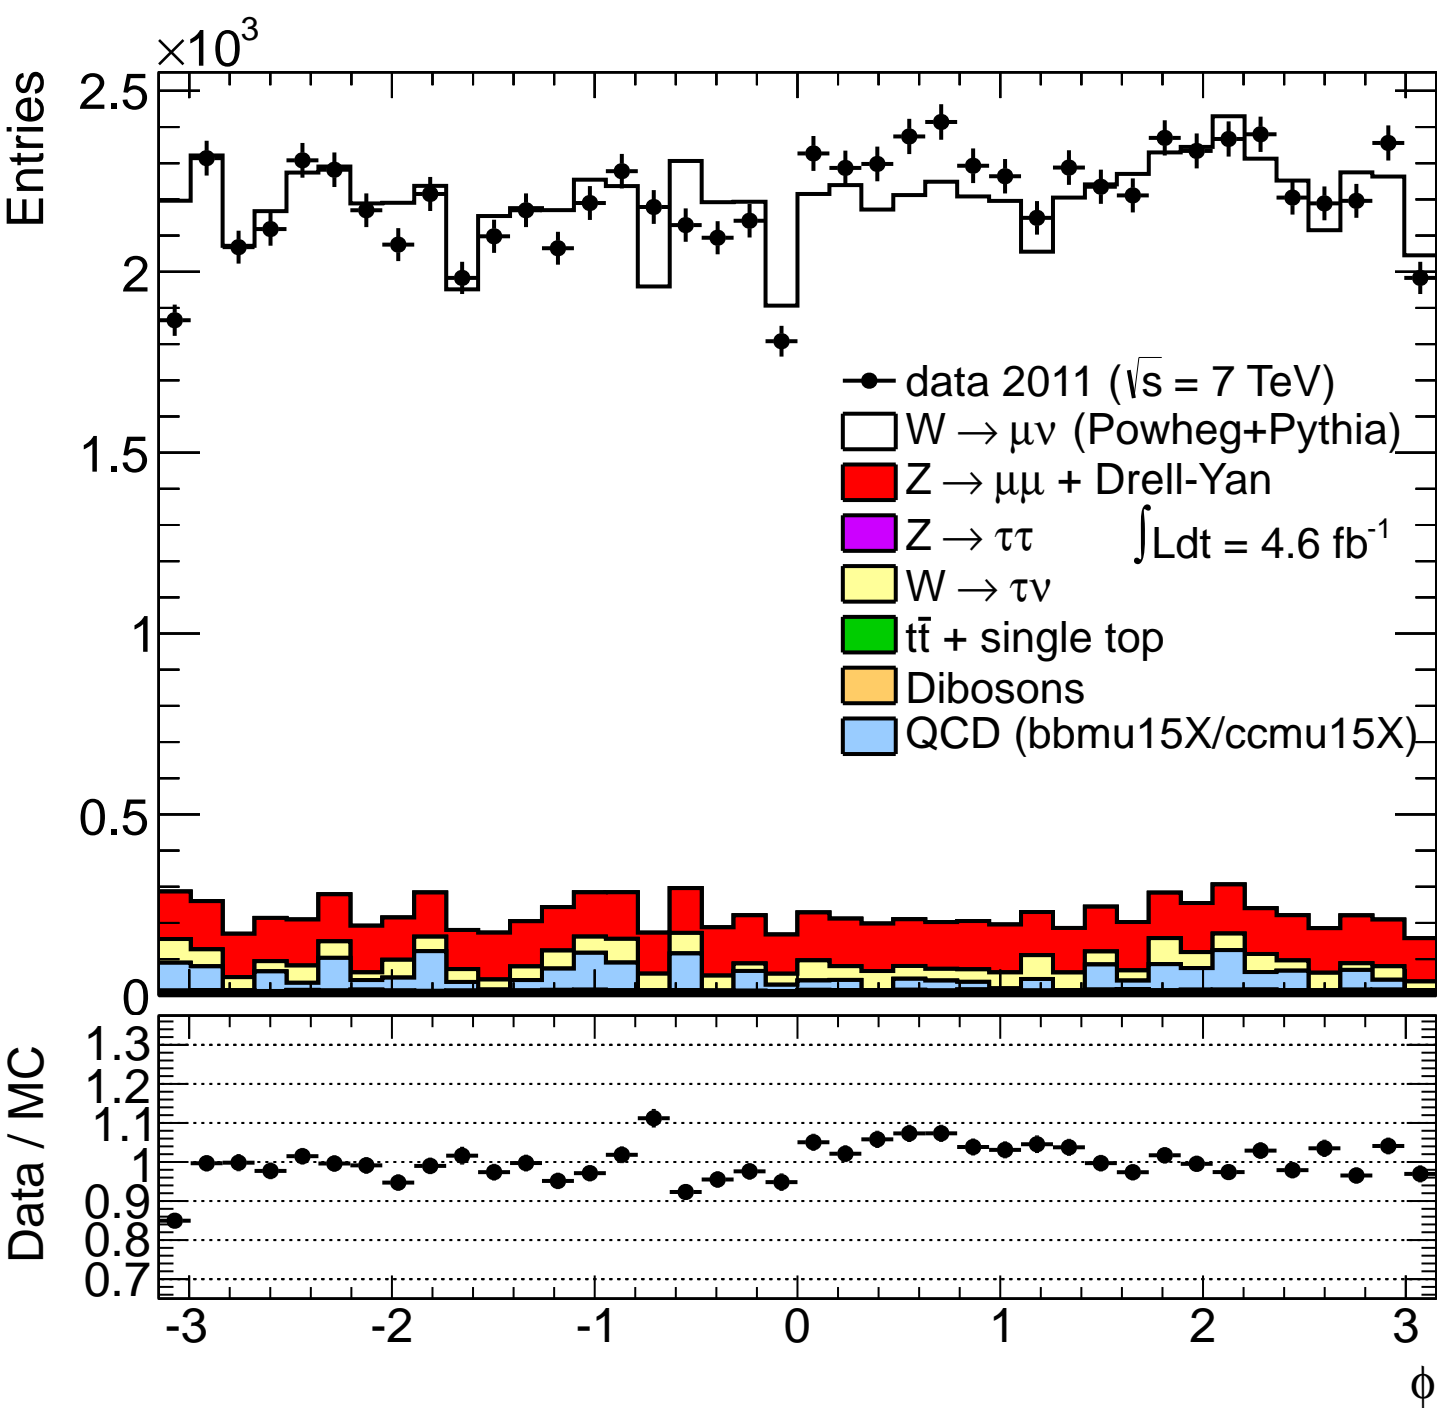 ×10³
Entries
2.5
2
1.5
1
0.5
0
data 2011 (√s = 7 TeV)
W → μν (Powheg+Pythia)
Z → μμ + Drell-Yan
Z → ττ
∫Ldt = 4.6 fb⁻¹
W → τν
tt̄ + single top
Dibosons
QCD (bbmu15X/ccmu15X)
Data / MC
1.3
1.2
1.1
1
0.9
0.8
0.7
-3 -2 -1 0 1 2 3
ϕ